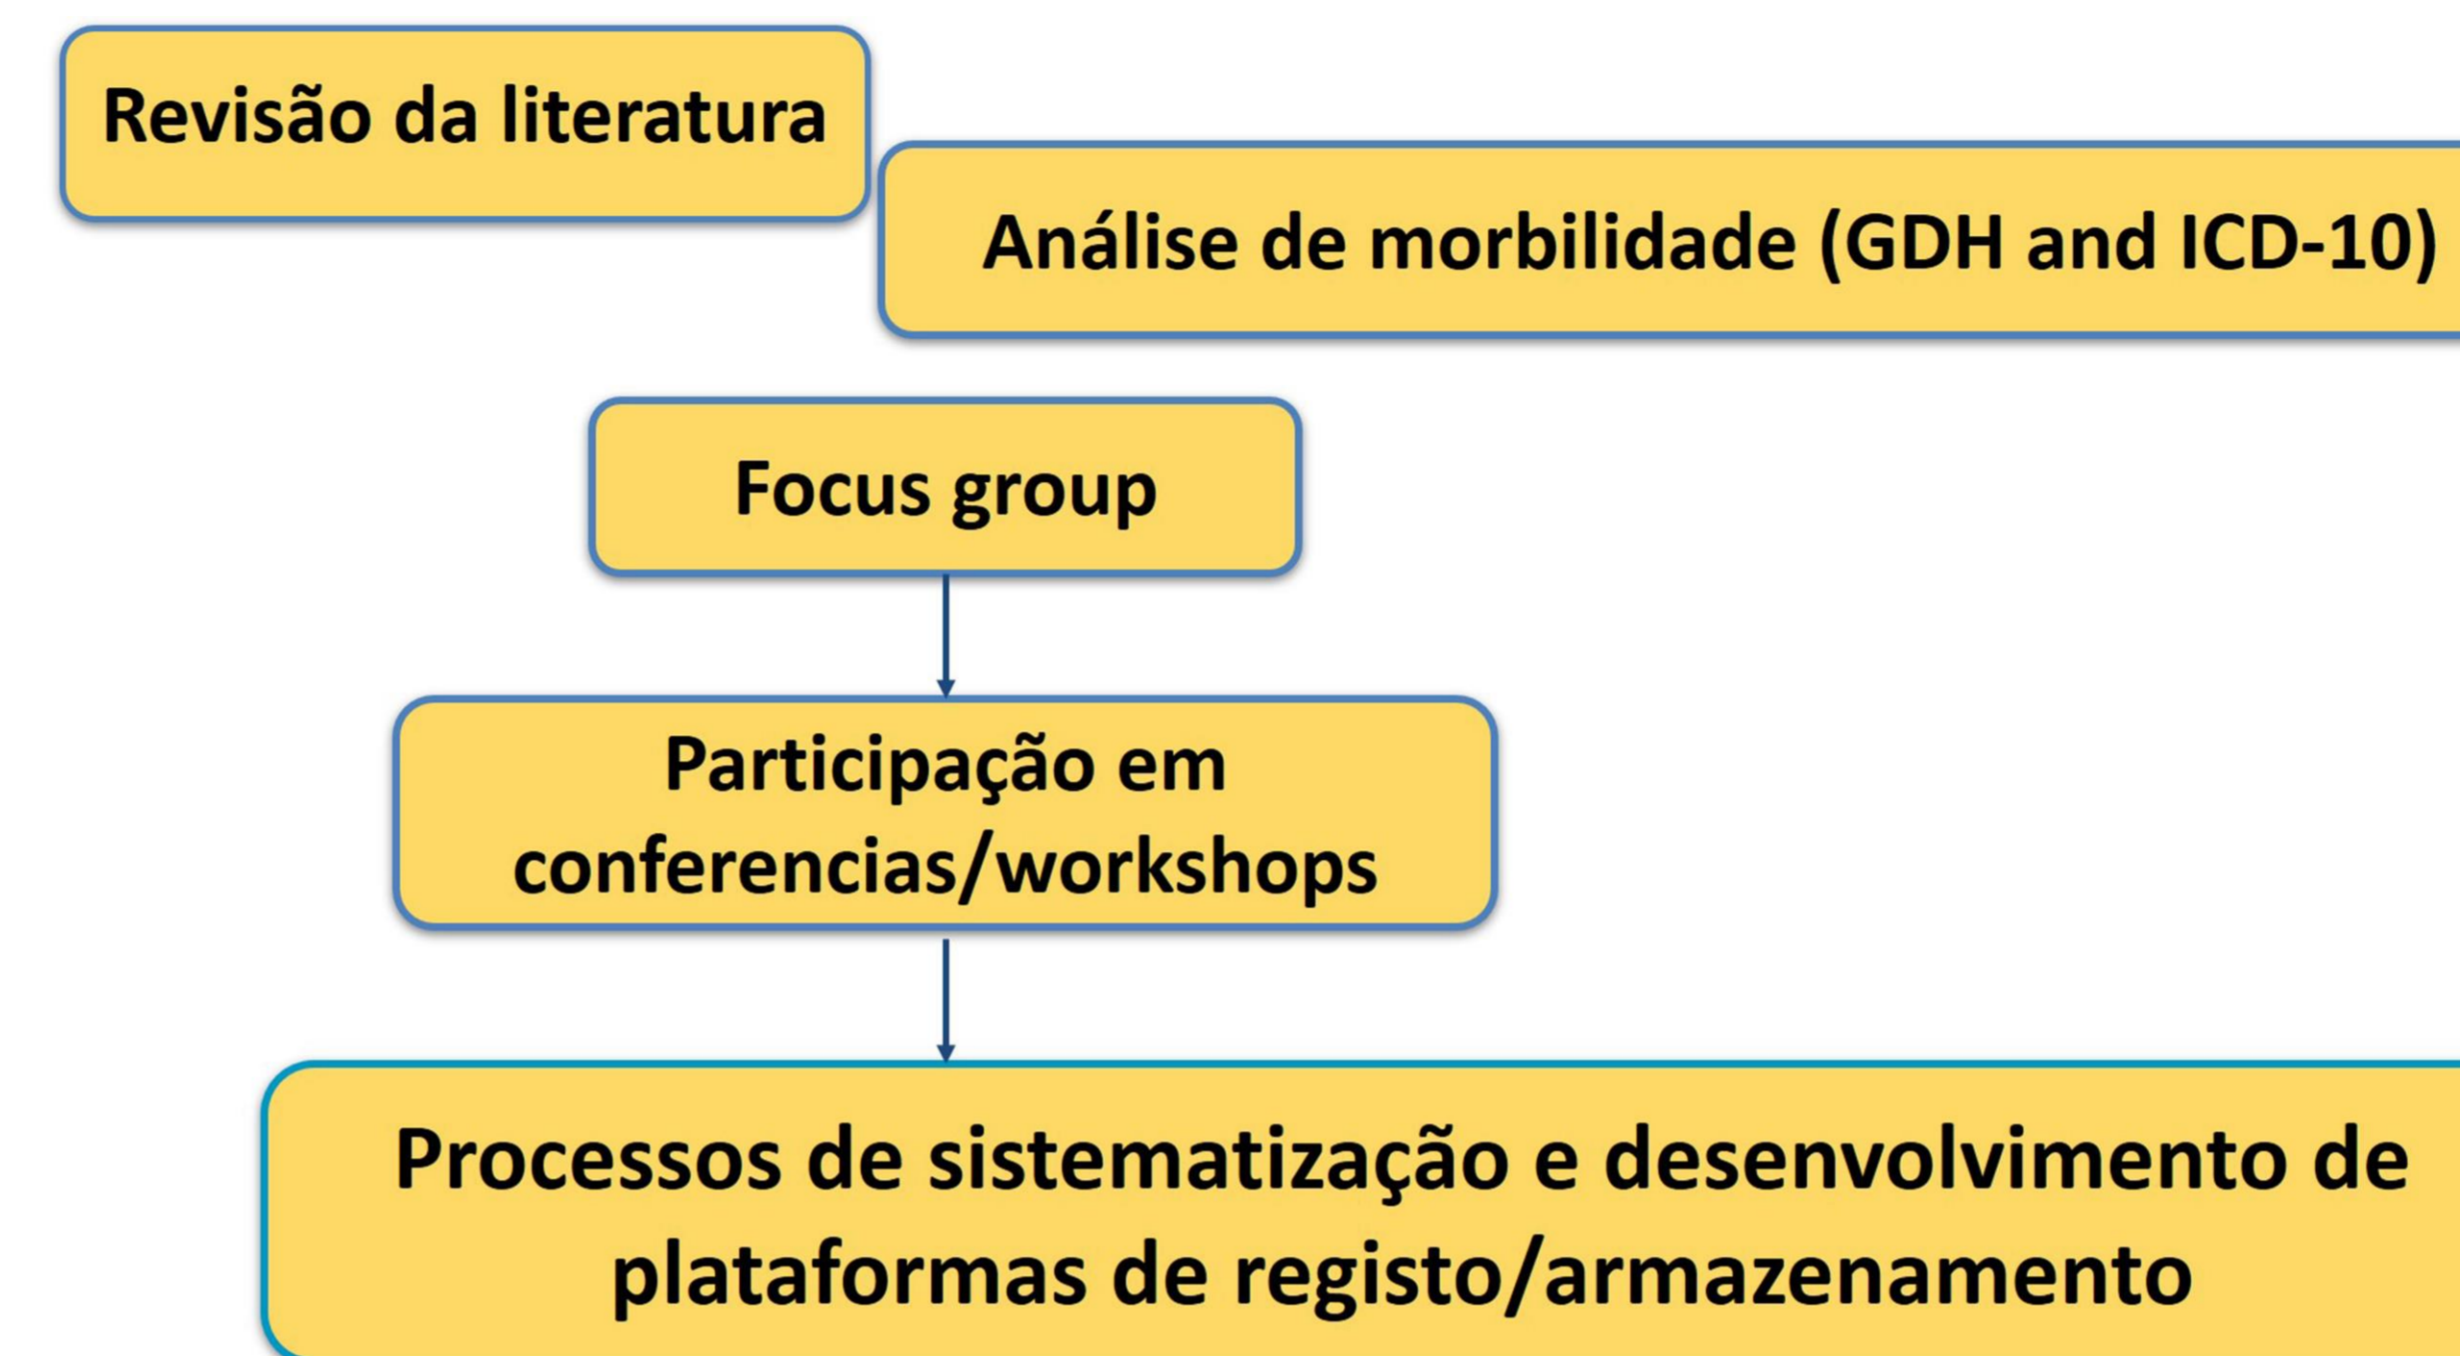 Revisão da literatura
Análise de morbilidade (GDH and ICD-10)
Focus group
Participação em
conferencias/workshops
Processos de sistematização e desenvolvimento de
plataformas de registo/armazenamento